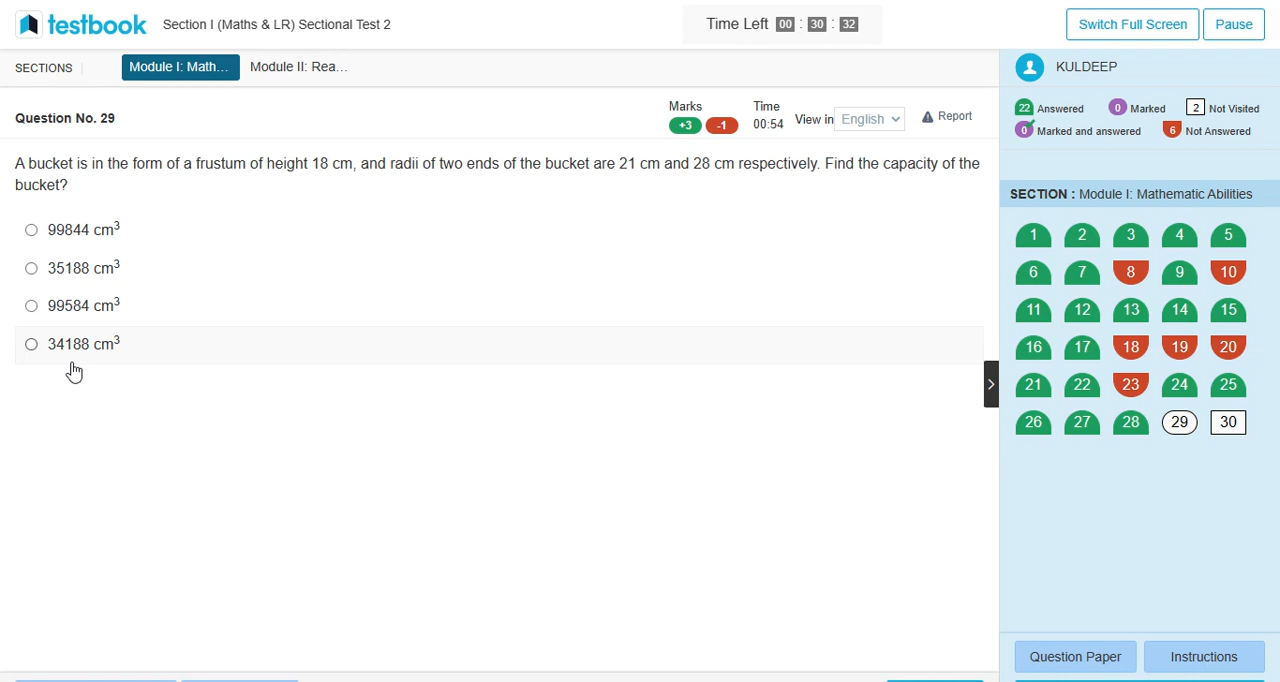 testbook Section I (Maths & LR) Sectional Test 2 Time Left 00 : 30 : 32 Switch Full Screen Pause
SECTIONS Module I: Math... Module II: Rea... KULDEEP
Question No. 29 Marks +3 -1 Time 00:54 View in English Report
22 Answered 0 Marked 2 Not Visited
0 Marked and answered 6 Not Answered
A bucket is in the form of a frustum of height 18 cm, and radii of two ends of the bucket are 21 cm and 28 cm respectively. Find the capacity of the
bucket?
99844 cm³
35188 cm³
99584 cm³
34188 cm³
SECTION : Module I: Mathematic Abilities
1 2 3 4 5
6 7 8 9 10
11 12 13 14 15
16 17 18 19 20
21 22 23 24 25
26 27 28 29 30
Question Paper Instructions